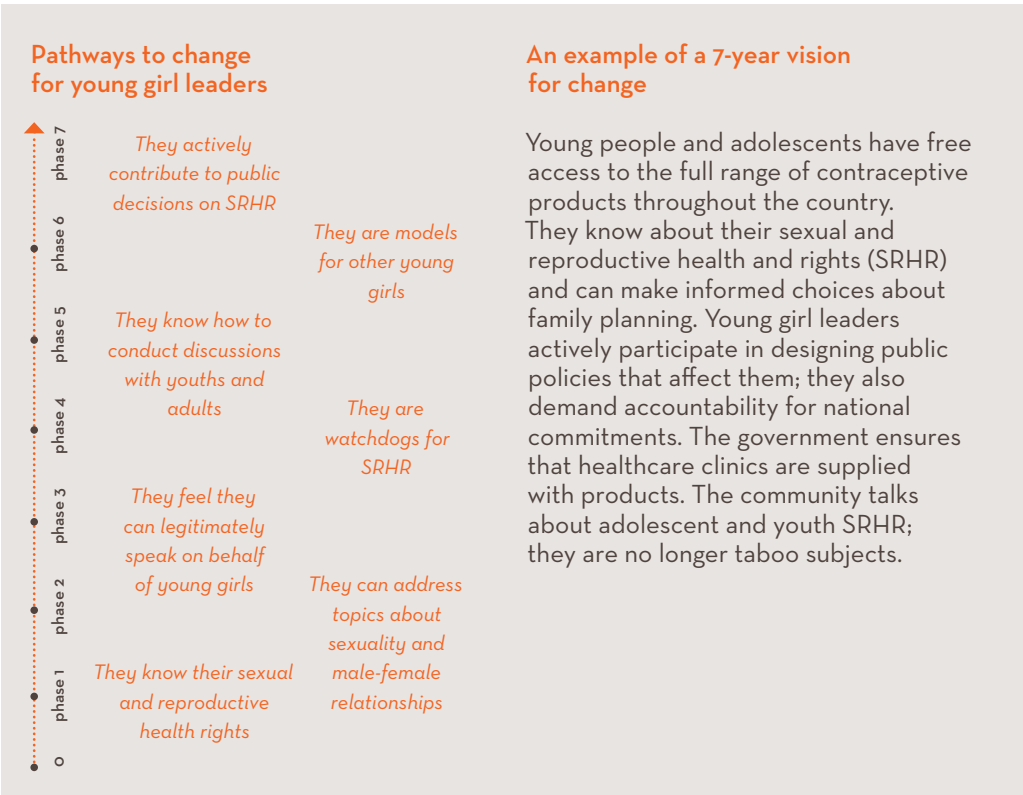 Pathways to change
for young girl leaders
phase 7
They actively
contribute to public
decisions on SRHR
phase 6
They are models
for other young
girls
phase 5
They know how to
conduct discussions
with youths and
adults
phase 4
They are
watchdogs for
SRHR
phase 3
They feel they
can legitimately
speak on behalf
of young girls
phase 2
They can address
topics about
sexuality and
male-female
relationships
phase 1
They know their sexual
and reproductive
health rights
0
An example of a 7-year vision
for change
Young people and adolescents have free
access to the full range of contraceptive
products throughout the country.
They know about their sexual and
reproductive health and rights (SRHR)
and can make informed choices about
family planning. Young girl leaders
actively participate in designing public
policies that affect them; they also
demand accountability for national
commitments. The government ensures
that healthcare clinics are supplied
with products. The community talks
about adolescent and youth SRHR;
they are no longer taboo subjects.